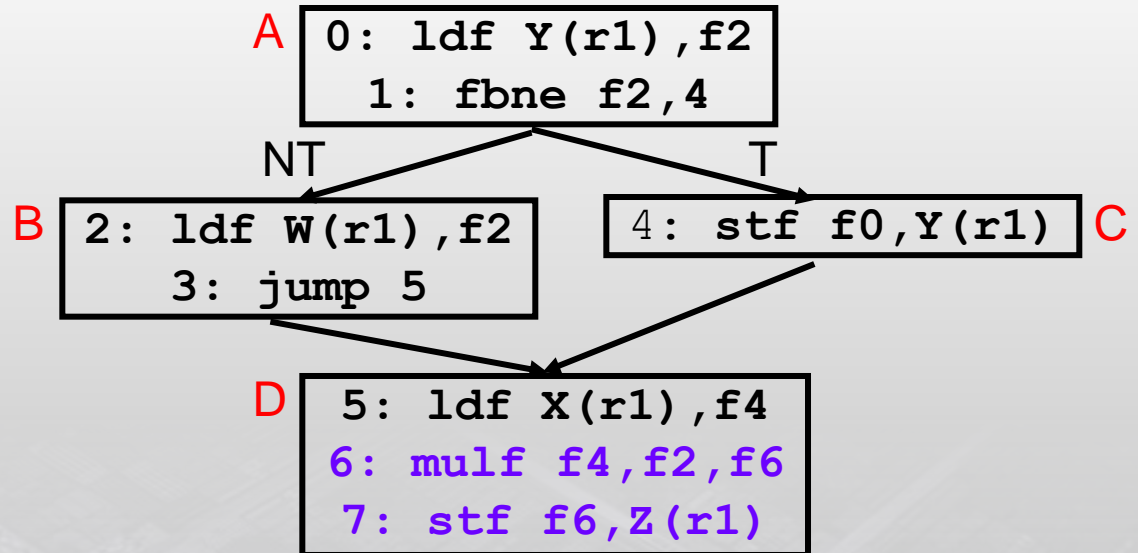 A
0: ldf Y(r1),f2
1: fbne f2,4
NT
T
B
2: ldf W(r1),f2
3: jump 5
4: stf f0,Y(r1)
C
D
5: ldf X(r1),f4
6: mulf f4,f2,f6
7: stf f6,Z(r1)